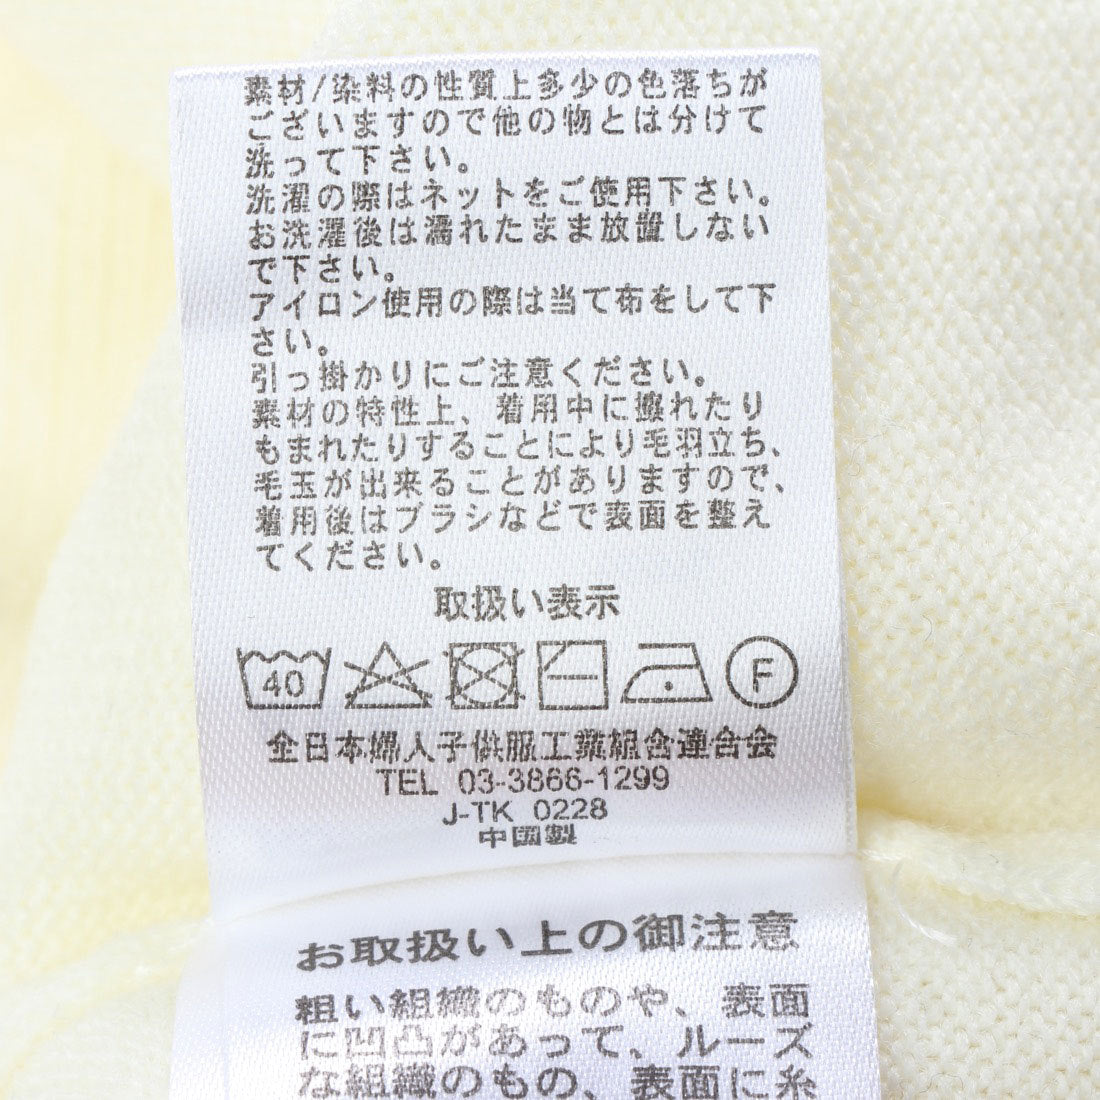 素材/染料の性質上多少の色落ちが
ございますので他の物とは分けて
洗って下さい。
洗濯の際はネットをご使用下さい。
お洗濯後は濡れたまま放置しない
で下さい。
アイロン使用の際は当て布をして下
さい。
引っ掛かりにご注意ください。
素材の特性上、着用中に擦れたり
もまれたりすることにより毛羽立ち、
毛玉が出来ることがありますので、
着用後はブラシなどで表面を整え
てください。
取扱い表示
40 F
全日本婦人子供服工業組合連合会
TEL 03-3866-1299
J-TK 0228
中國製
お取扱い上の御注意
粗い組織のものや、表面
に凹凸があって、ルーズ
な組織のもの、表面に糸